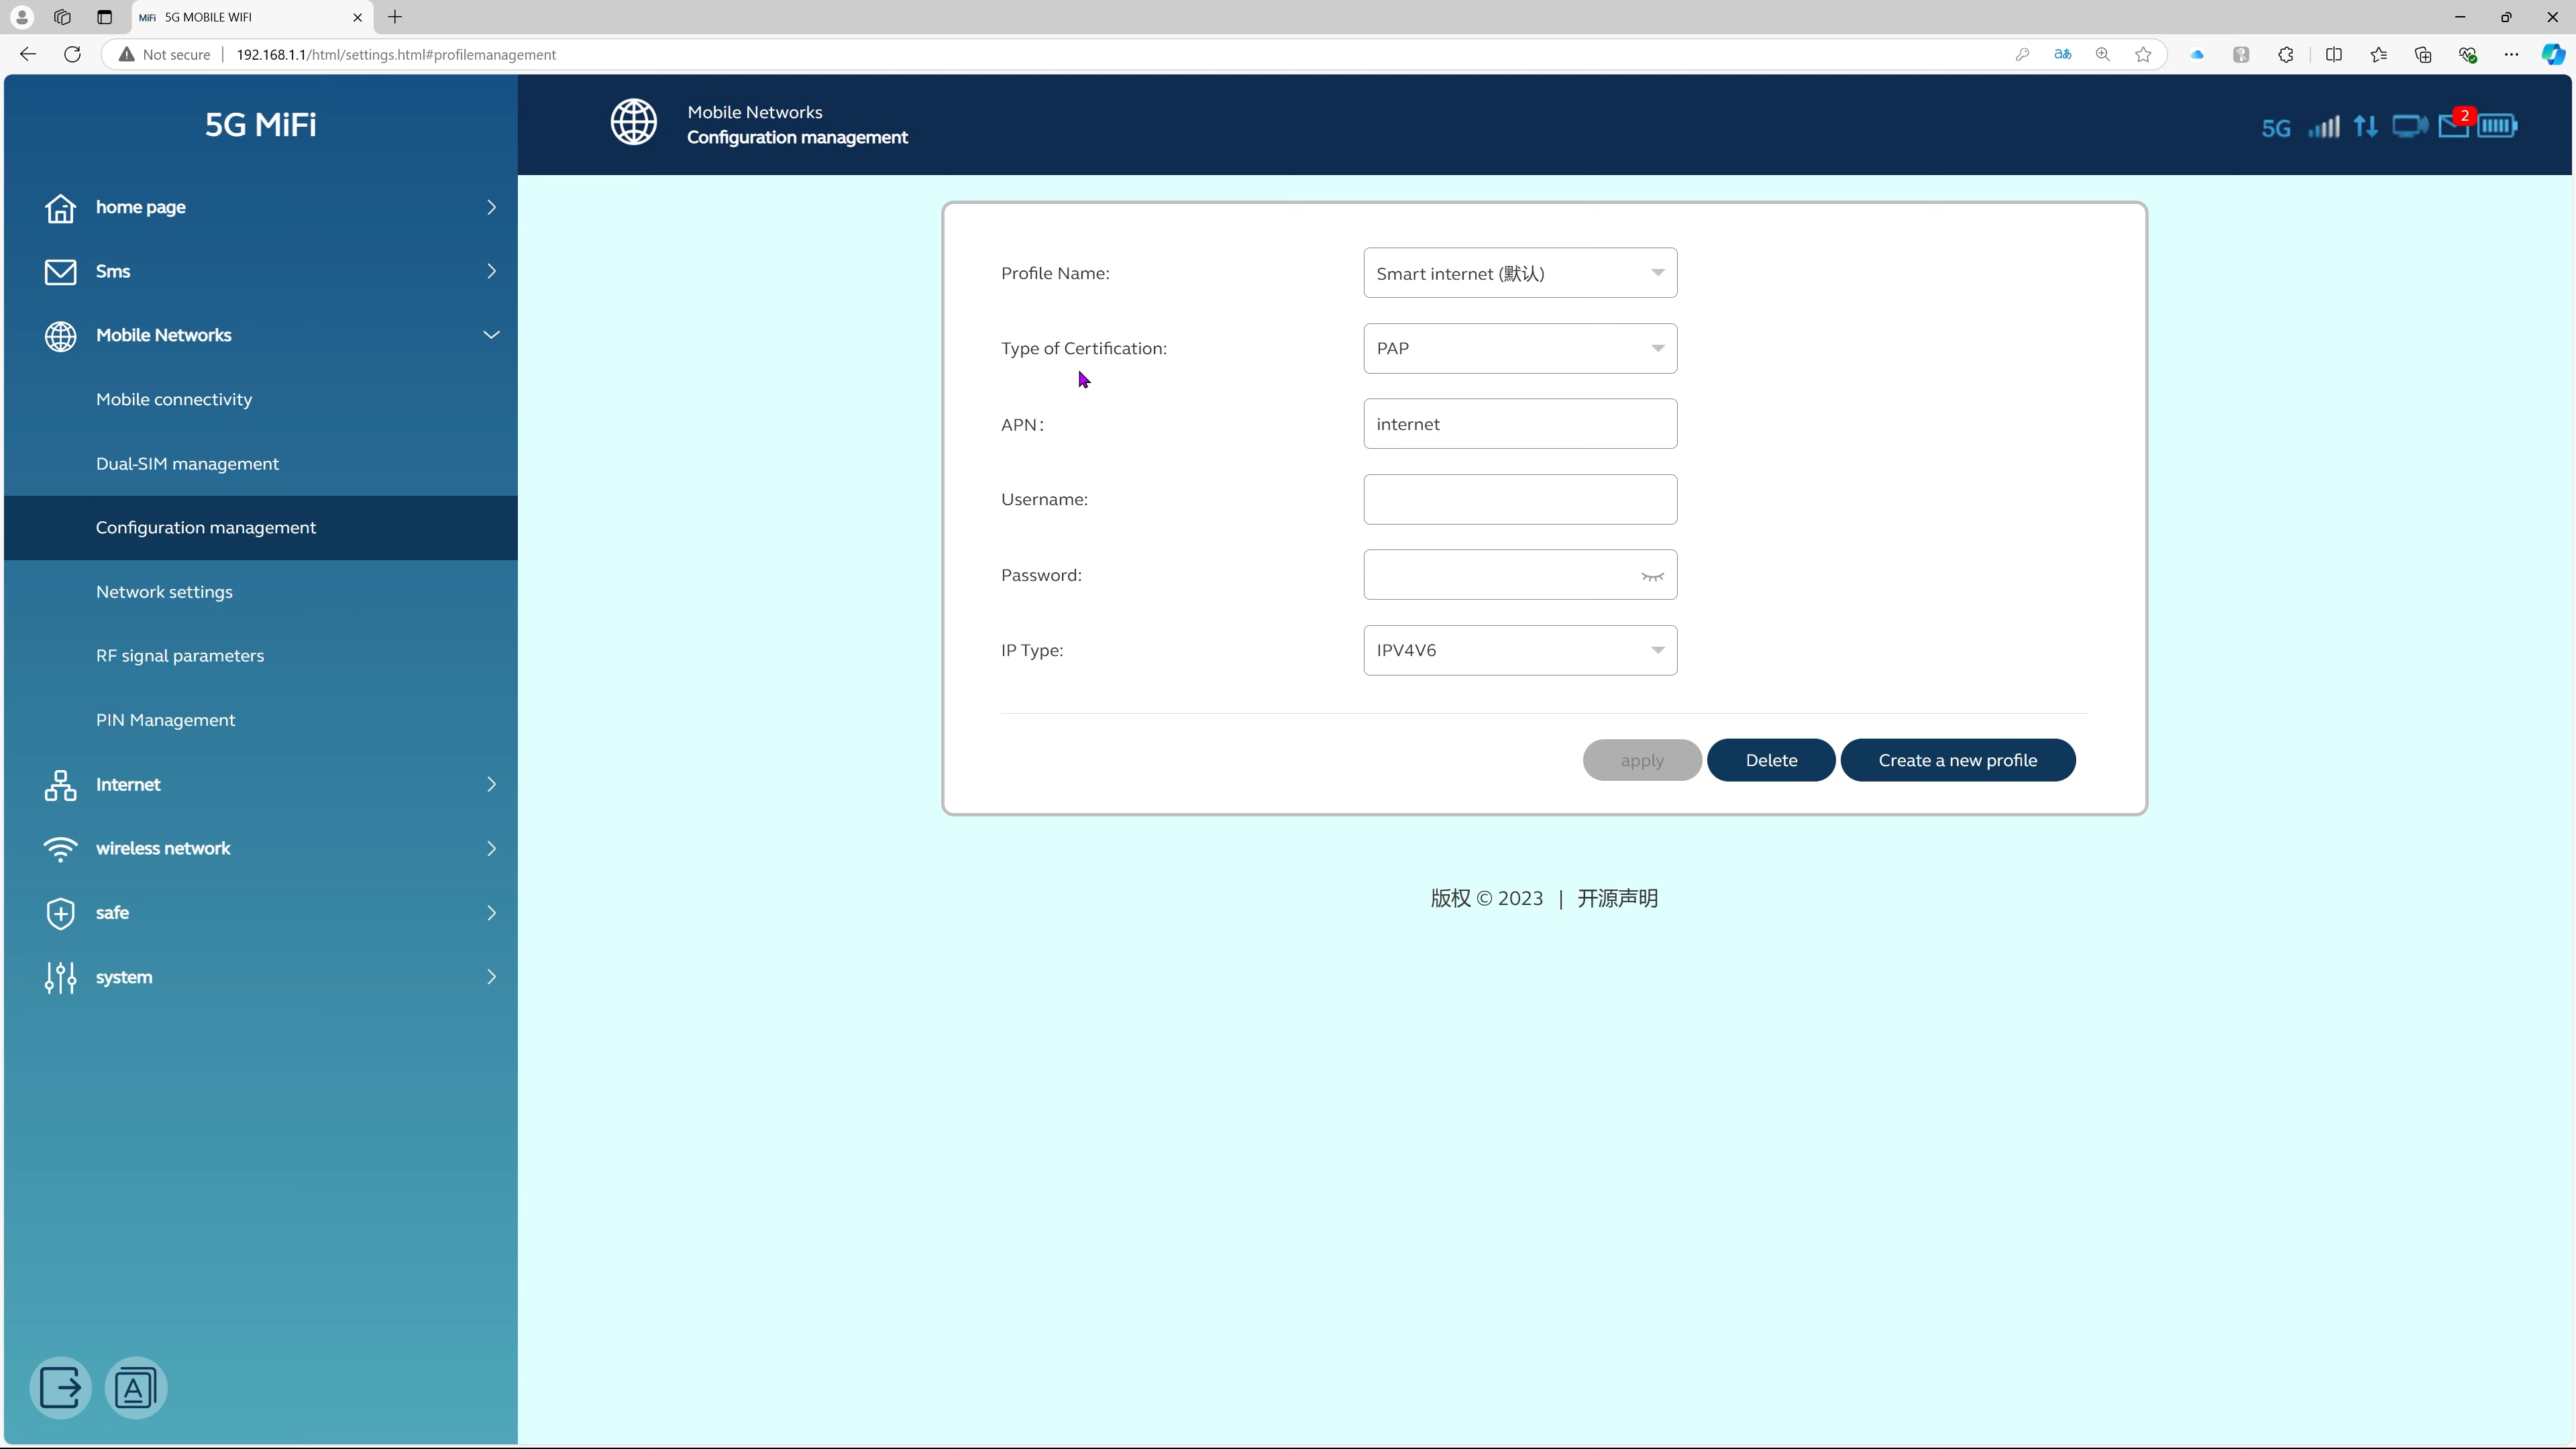 MiFi 5G MOBILE WIFI
Not secure | 192.168.1.1/html/settings.html#profilemanagement
aあ
5G MiFi
home page
Sms
Mobile Networks
Mobile connectivity
Dual-SIM management
Configuration management
Network settings
RF signal parameters
PIN Management
Internet
wireless network
safe
system
A
Mobile Networks
Configuration management
5G
2
Profile Name: Smart internet (默认)
Type of Certification: PAP
APN: internet
Username:
Password:
IP Type: IPV4V6
apply Delete Create a new profile
版权 © 2023 | 开源声明